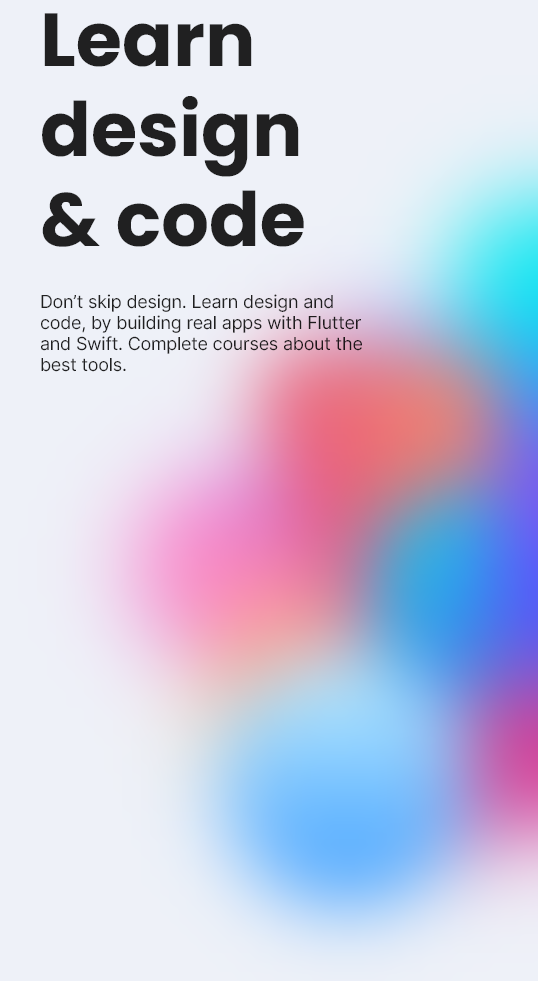 Learn
design
& code
Don’t skip design. Learn design and
code, by building real apps with Flutter
and Swift. Complete courses about the
best tools.